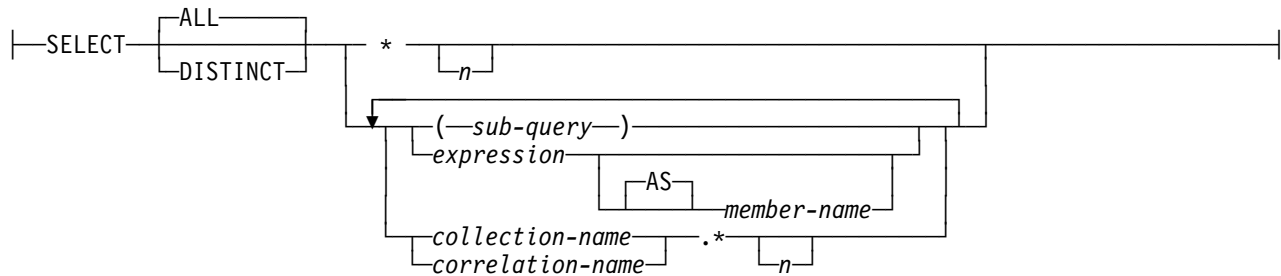 ALL
SELECT * 
DISTINCT n
( sub-query )
expression
AS
member-name
collection-name .*
correlation-name n